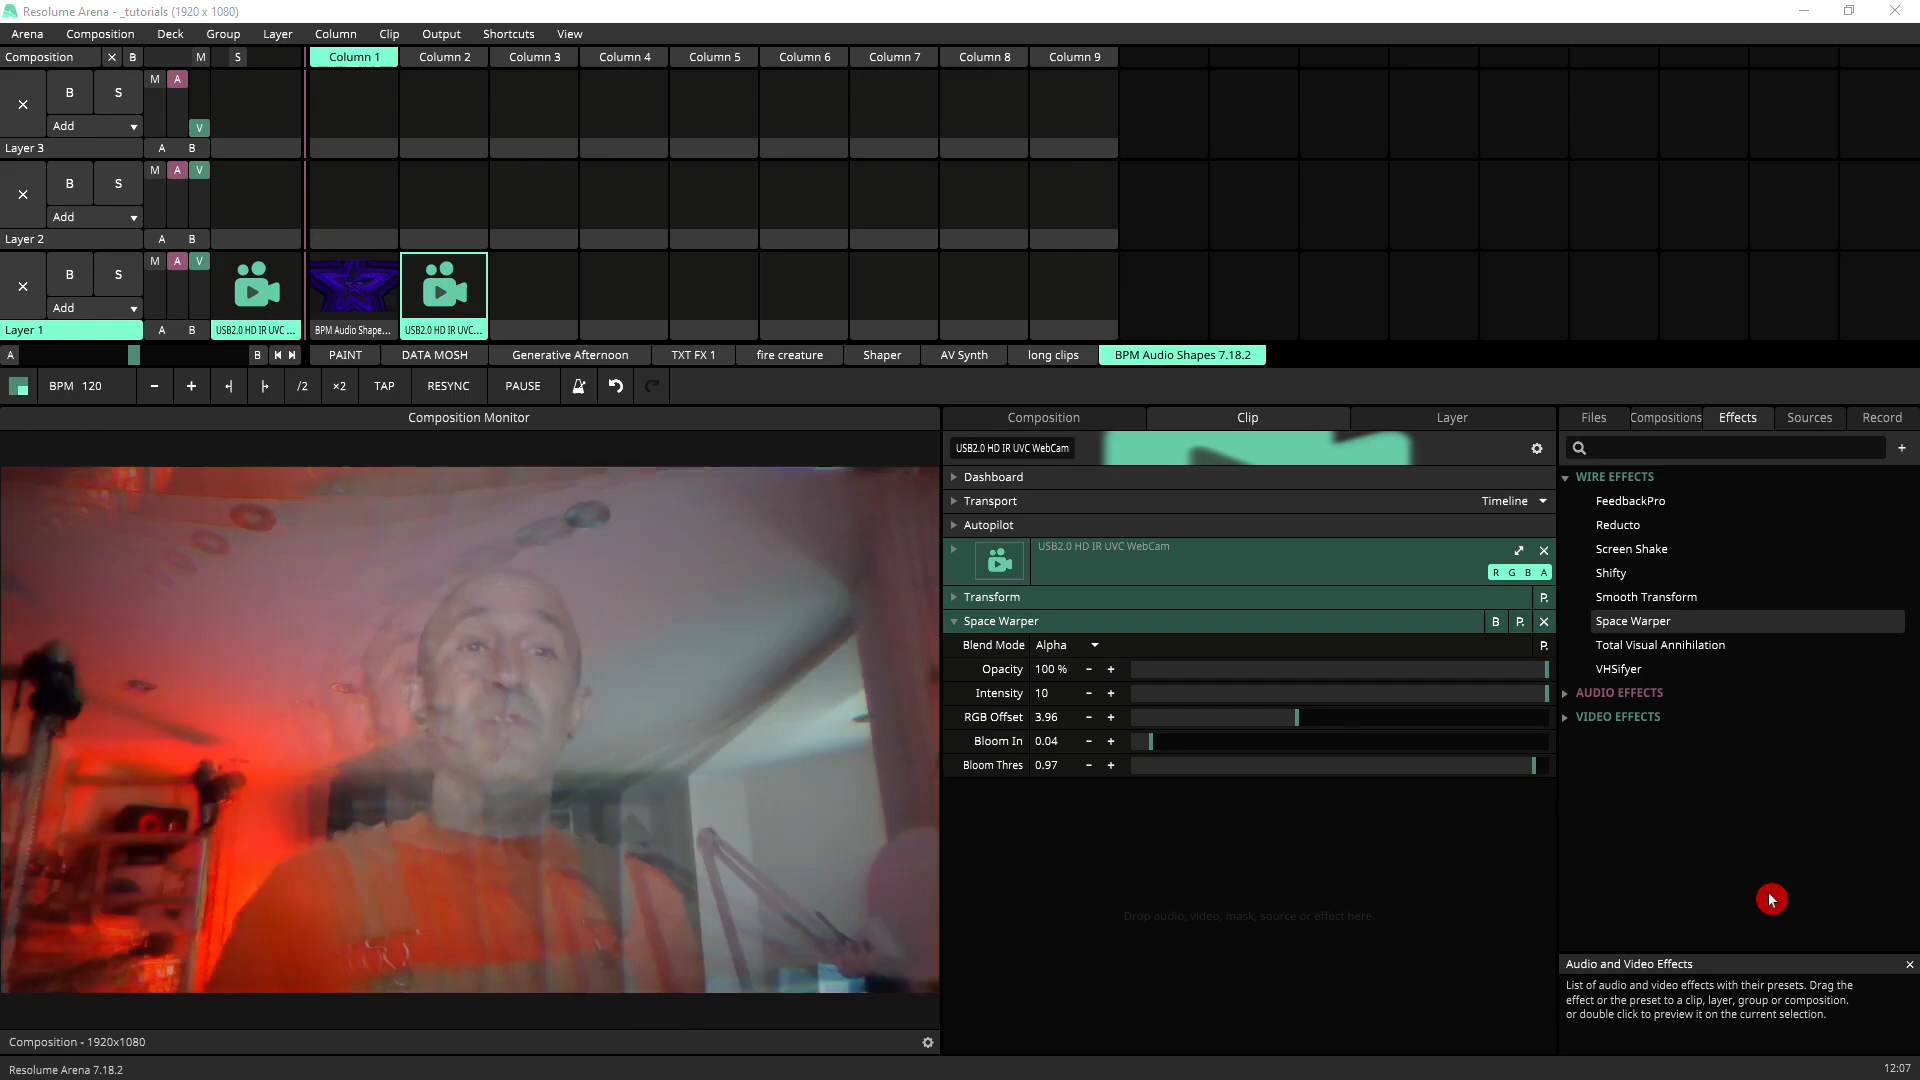 Resolume Arena - _tutorials (1920 x 1080)
Arena Composition Deck Group Layer Column Clip Output Shortcuts View
Composition × B M S Column 1 Column 2 Column 3 Column 4 Column 5 Column 6 Column 7 Column 8 Column 9
M A
× B S
Add V
Layer 3 A B
M A V
× B S
Add
Layer 2 A B
M A V
× B S
Add
Layer 1 A B USB2.0 HD IR UVC ... BPM Audio Shape... USB2.0 HD IR UVC...
A B PAINT DATA MOSH Generative Afternoon TXT FX 1 fire creature Shaper AV Synth long clips BPM Audio Shapes 7.18.2
BPM 120 - + /2 ×2 TAP RESYNC PAUSE
Composition Monitor
Composition Clip Layer
USB2.0 HD IR UVC WebCam
Dashboard
Transport Timeline
Autopilot
USB2.0 HD IR UVC WebCam
R G B A
Transform P.
Space Warper B P. ×
Blend Mode Alpha P.
Opacity 100 % - +
Intensity 10 - +
RGB Offset 3.96 - +
Bloom In 0.04 - +
Bloom Thres 0.97 - +
Drop audio, video, mask, source or effect here.
Files Compositions Effects Sources Record
+
WIRE EFFECTS
FeedbackPro
Reducto
Screen Shake
Shifty
Smooth Transform
Space Warper
Total Visual Annihilation
VHSifyer
AUDIO EFFECTS
VIDEO EFFECTS
Audio and Video Effects ×
List of audio and video effects with their presets. Drag the
effect or the preset to a clip, layer, group or composition.
or double click to preview it on the current selection.
Composition - 1920x1080
Resolume Arena 7.18.2
12:07